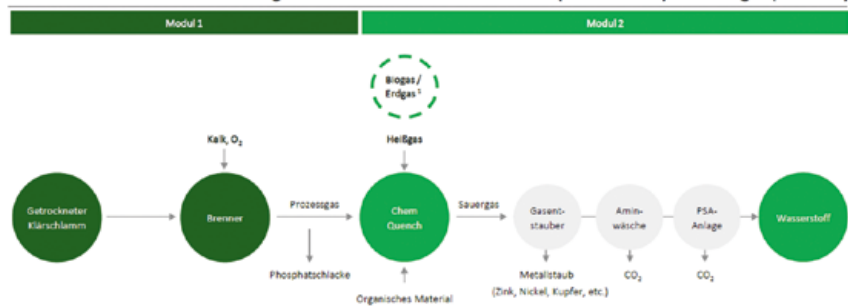 Modul 1
Modul 2
Biogas /
Erdgas 1
Kalk, O2
Heißgas
Getrockneter
Klärschlamm
Brenner
Prozessgas
Chem
Quench
Sauergas
Gasent-
stauber
Amin-
wäsche
PSA-
Anlage
Wasserstoff
Phosphatschlacke
Organisches Material
Metallstaub
(Zink, Nickel, Kupfer, etc.)
CO2
CO2